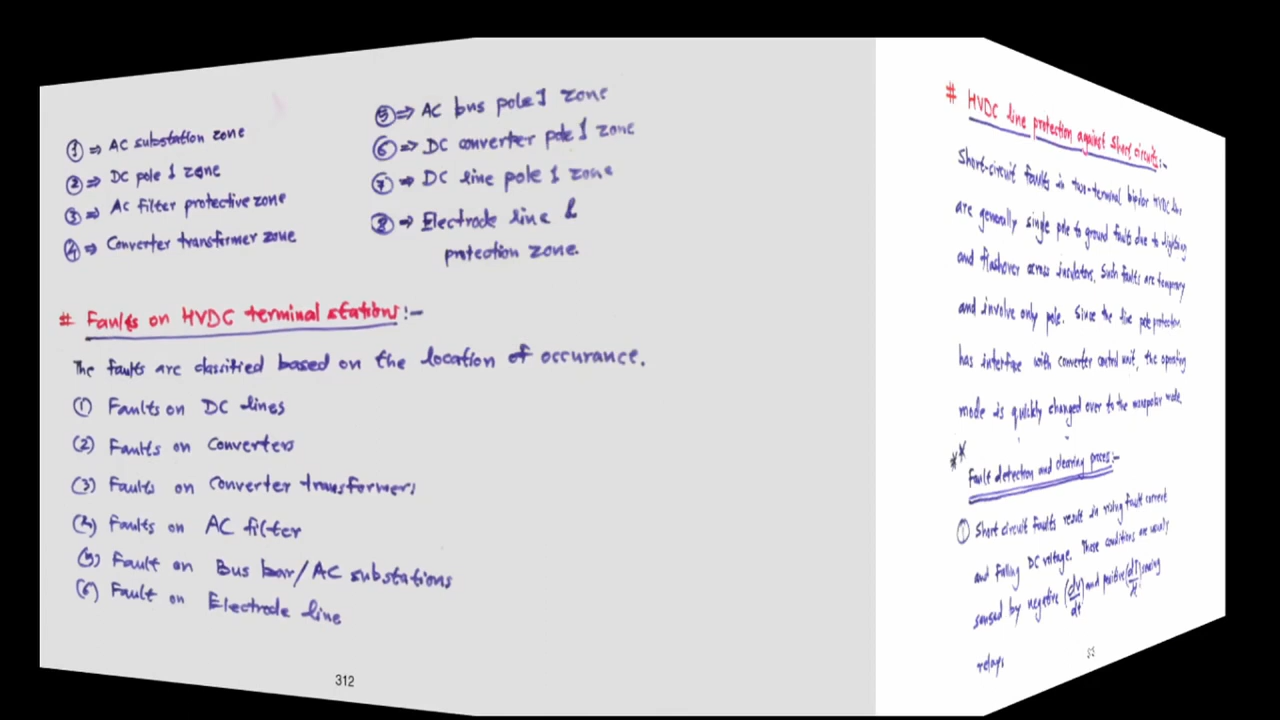 ① ⇒ AC substation zone
② ⇒ DC pole 1 zone
③ ⇒ AC filter protective zone
④ ⇒ Converter transformer zone
⑤ ⇒ AC bus pole 1 zone
⑥ ⇒ DC converter pole 1 zone
⑦ ⇒ DC line pole 1 zone
⑧ ⇒ Electrode line &
protection zone.
# Faults on HVDC terminal stations :-
The faults are classified based on the location of occurance.
① Faults on DC lines
(2) Faults on Converters
(3) Faults on Converter transformers
(4) Faults on AC filter
(5) Fault on Bus bar/AC substations
(6) Fault on Electrode line
312
# HVDC line protection against Short circuits :-
Short-circuit faults in two-terminal bipolar HVDC line
are generally single pole to ground faults due to lighting
and flashover across insulators. Such faults are temporary
and involve only pole. Since the line pole protection
has interface with converter control unit, the operating
mode is quickly changed over to the monopolar mode.
** Fault detection and clearing process :-
① Short circuit faults result in rising fault current
and falling DC voltage. These conditions are usually
sensed by negative (dv/dt) and positive (dI/dt) sensing
relays